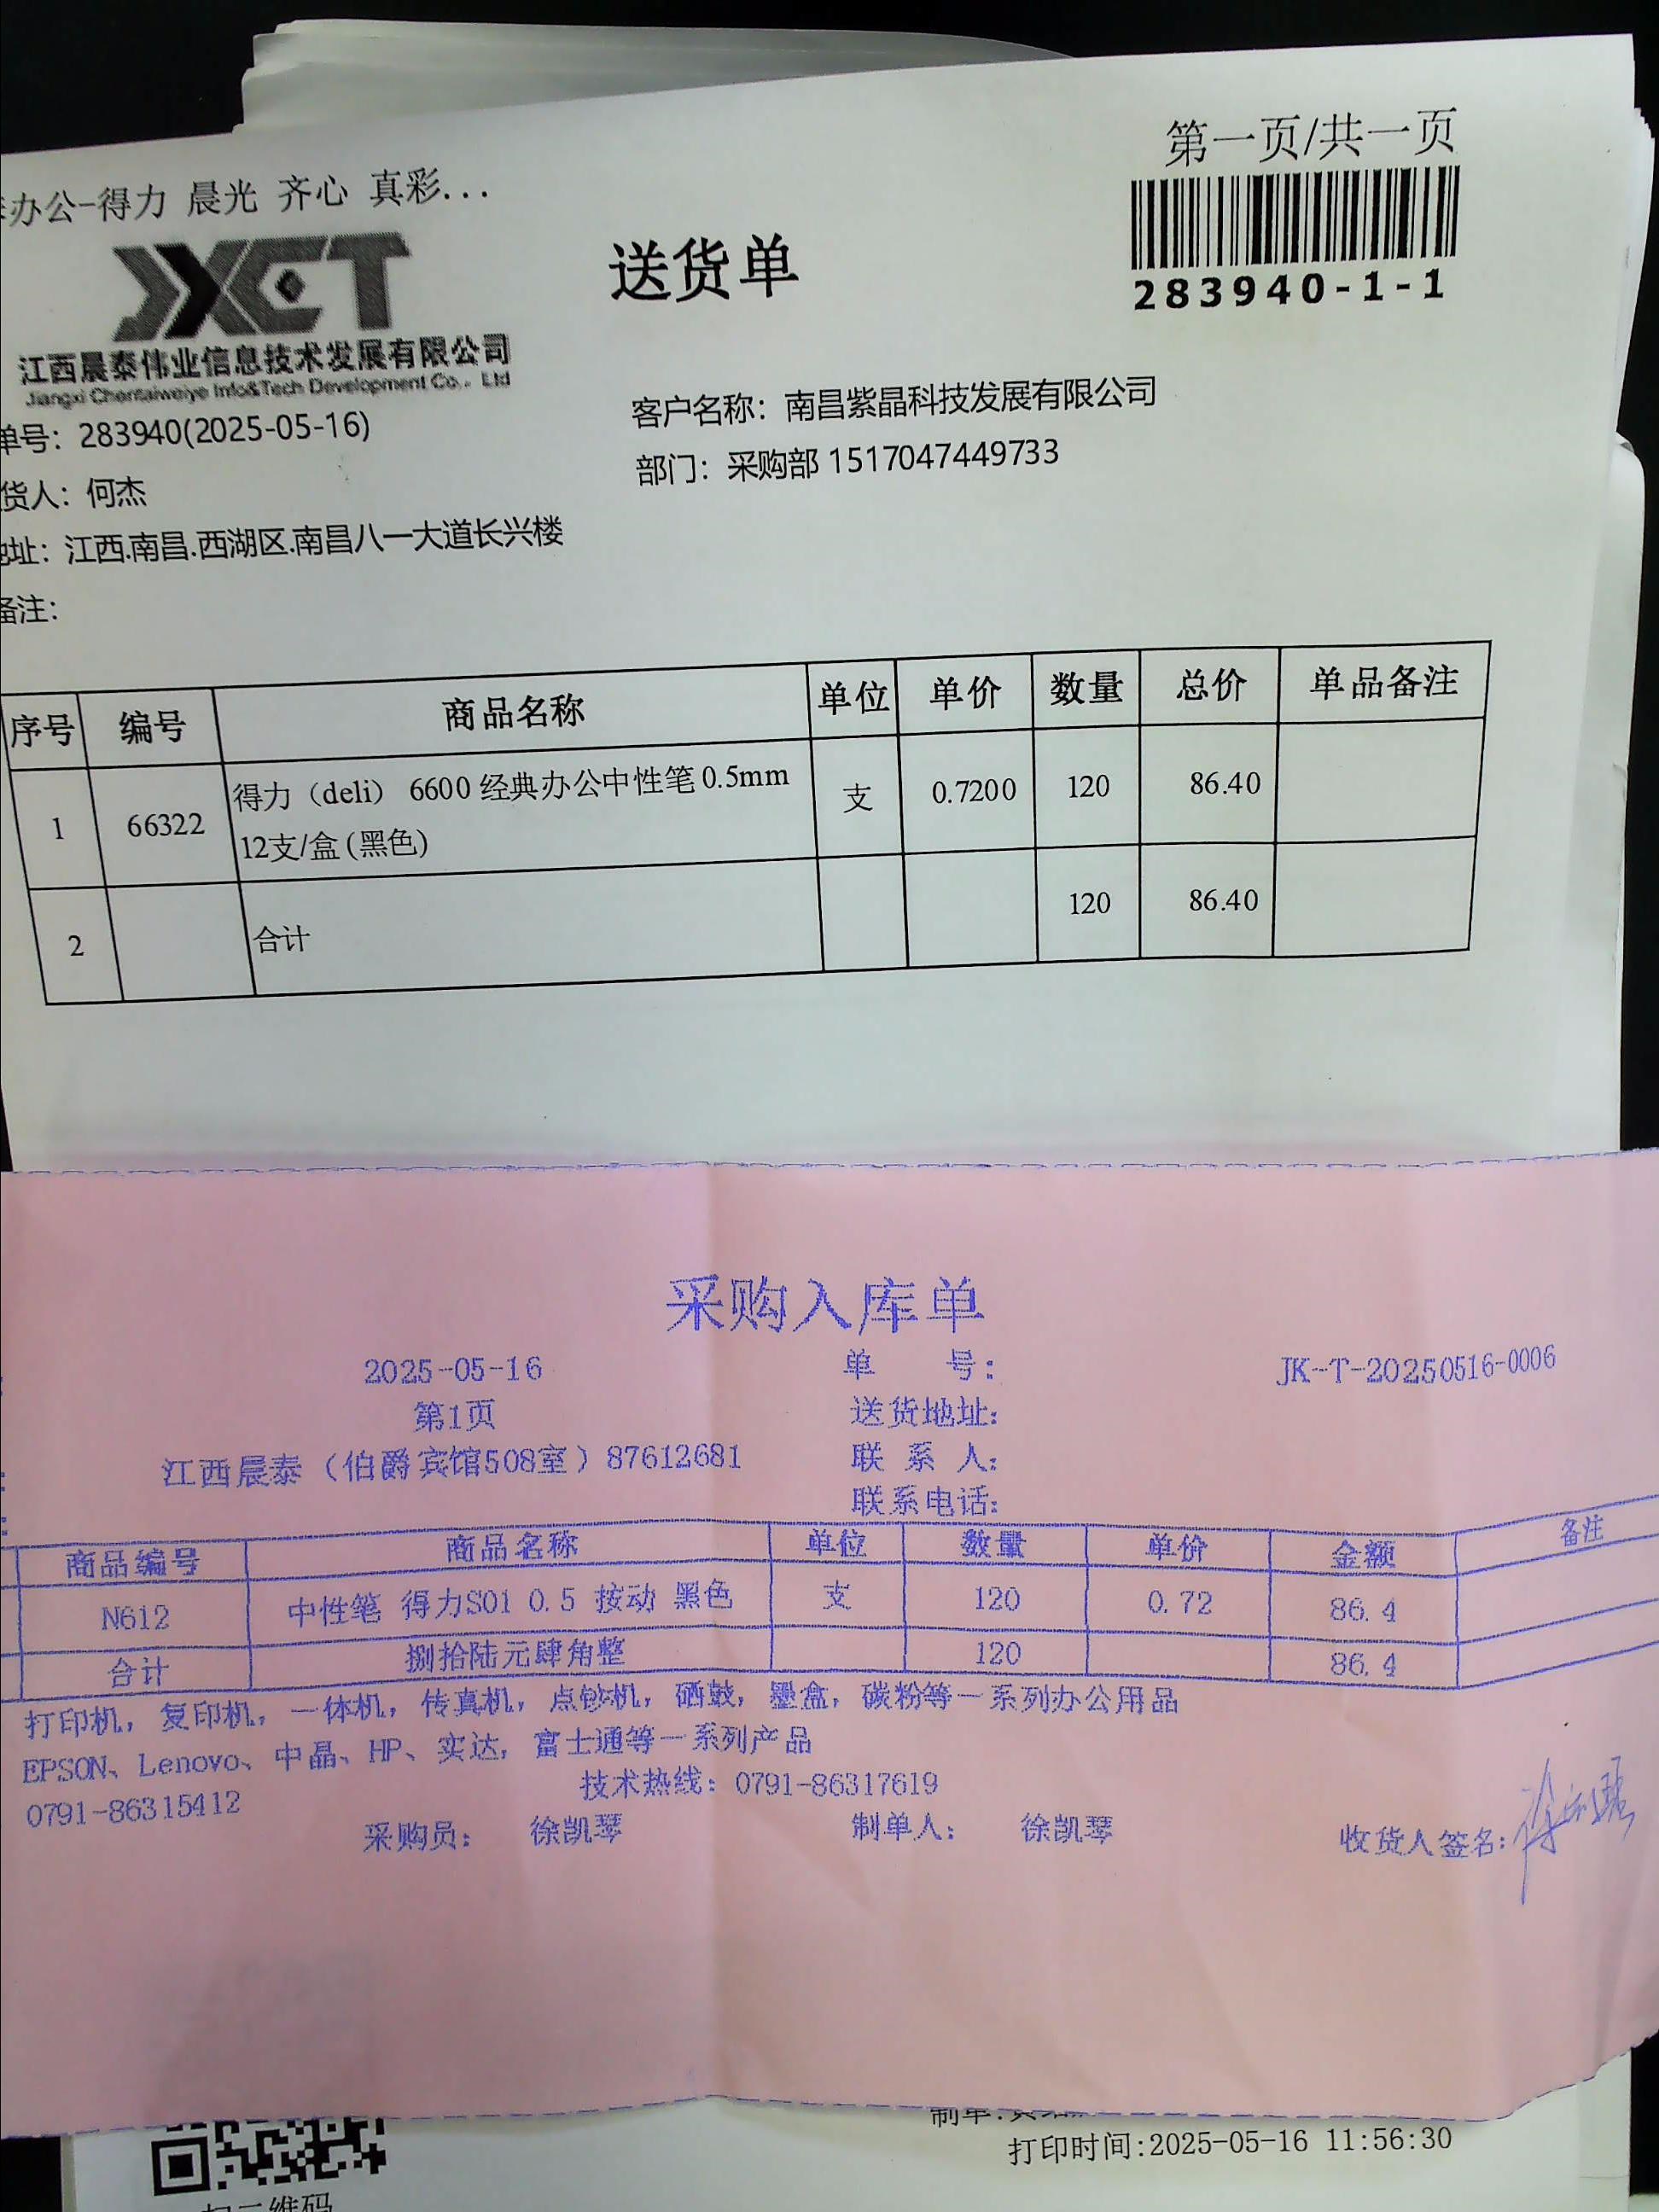 第一页/共一页
办公-得力 晨光 齐心 真彩...
JXCT
送货单
283940-1-1
江西晨泰伟业信息技术发展有限公司
Jiangxi Chentaiweiye Info&Tech Development Co., Ltd
单号：283940(2025-05-16)
客户名称：南昌紫晶科技发展有限公司
货人：何杰
部门：采购部 1517047449733
地址：江西.南昌.西湖区.南昌八一大道长兴楼
备注：
序号 编号 商品名称 单位 单价 数量 总价 单品备注
1 66322 得力（deli） 6600 经典办公中性笔 0.5mm 支 0.7200 120 86.40
12支/盒 (黑色)
2 合计 120 86.40
采购入库单
2025-05-16 单 号： JK-T-20250516-0006
第1页 送货地址：
江西晨泰（伯爵宾馆508室）87612681 联 系 人：
联系电话：
商品编号 商品名称 单位 数量 单价 金额 备注
N612 中性笔 得力S01 0.5 按动 黑色 支 120 0.72 86.4
合计 捌拾陆元肆角整 120 86.4
打印机，复印机，一体机，传真机，点钞机，硒鼓，墨盒，碳粉等一系列办公用品
EPSON、Lenovo、中晶、HP、实达，富士通等一系列产品
0791-86315412 技术热线：0791-86317619
采购员： 徐凯琴 制单人： 徐凯琴 收货人签名：
制单:
打印时间:2025-05-16 11:56:30
扫二维码